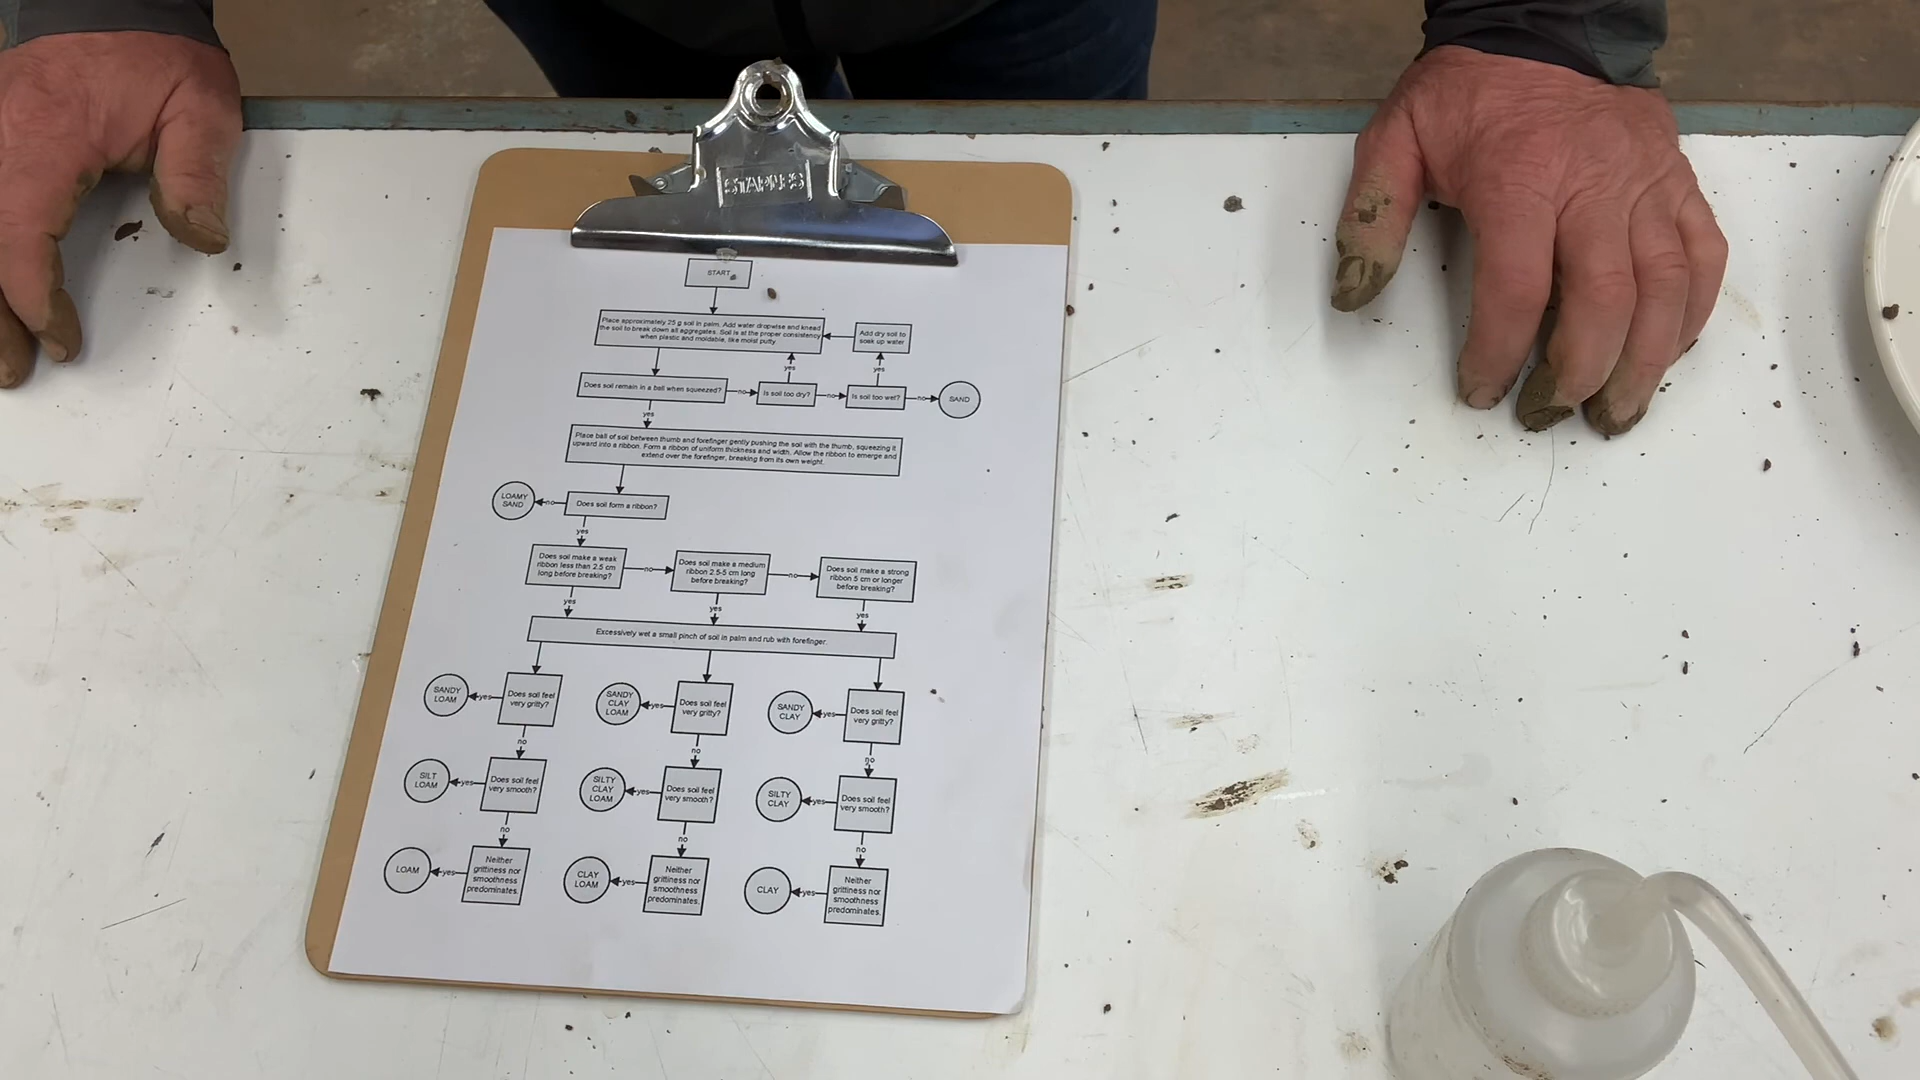 STAPLES
START
Place approximately 25 g soil in palm. Add water dropwise and knead
the soil to break down all aggregates. Soil is at the proper consistency
when plastic and moldable, like moist putty.
Add dry soil to
soak up water
yes
yes
Does soil remain in a ball when squeezed?
no
Is soil too dry?
no
Is soil too wet?
no
SAND
yes
Place ball of soil between thumb and forefinger gently pushing the soil with the thumb, squeezing it
upward into a ribbon. Form a ribbon of uniform thickness and width. Allow the ribbon to emerge and
extend over the forefinger, breaking from its own weight.
LOAMY
SAND
no
Does soil form a ribbon?
yes
Does soil make a weak
ribbon less than 2.5 cm
long before breaking?
no
Does soil make a medium
ribbon 2.5-5 cm long
before breaking?
no
Does soil make a strong
ribbon 5 cm or longer
before breaking?
yes
yes
yes
Excessively wet a small pinch of soil in palm and rub with forefinger.
SANDY
LOAM
yes
Does soil feel
very gritty?
SANDY
CLAY
LOAM
yes
Does soil feel
very gritty?
SANDY
CLAY
yes
Does soil feel
very gritty?
no
no
no
SILT
LOAM
yes
Does soil feel
very smooth?
SILTY
CLAY
LOAM
yes
Does soil feel
very smooth?
SILTY
CLAY
yes
Does soil feel
very smooth?
no
no
no
LOAM
yes
Neither
grittiness nor
smoothness
predominates.
CLAY
LOAM
yes
Neither
grittiness nor
smoothness
predominates.
CLAY
yes
Neither
grittiness nor
smoothness
predominates.